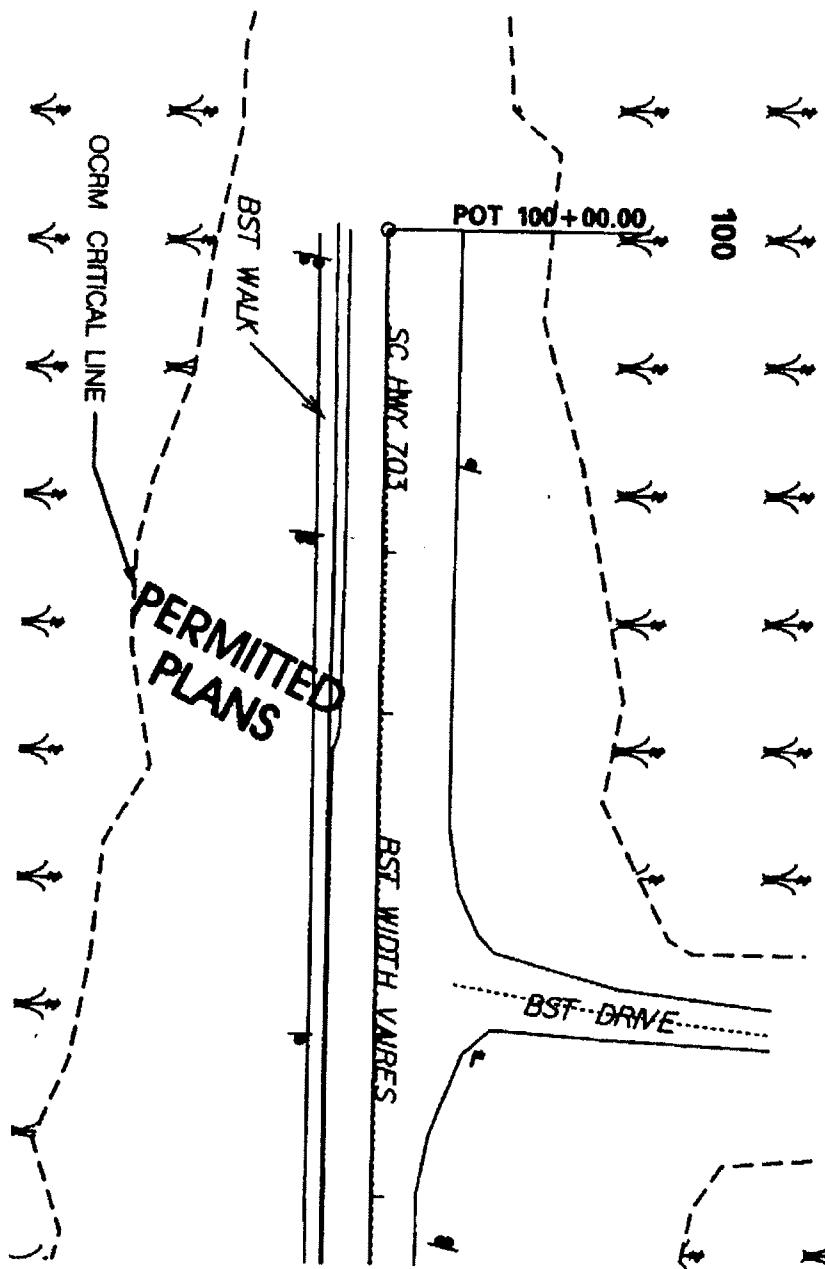 POT 100+00.00
100
OCRM CRITICAL LINE
BST WALK
SC HWY 703
PERMITTED
PLANS
BST WIDTH VAIRES
BST DRIVE